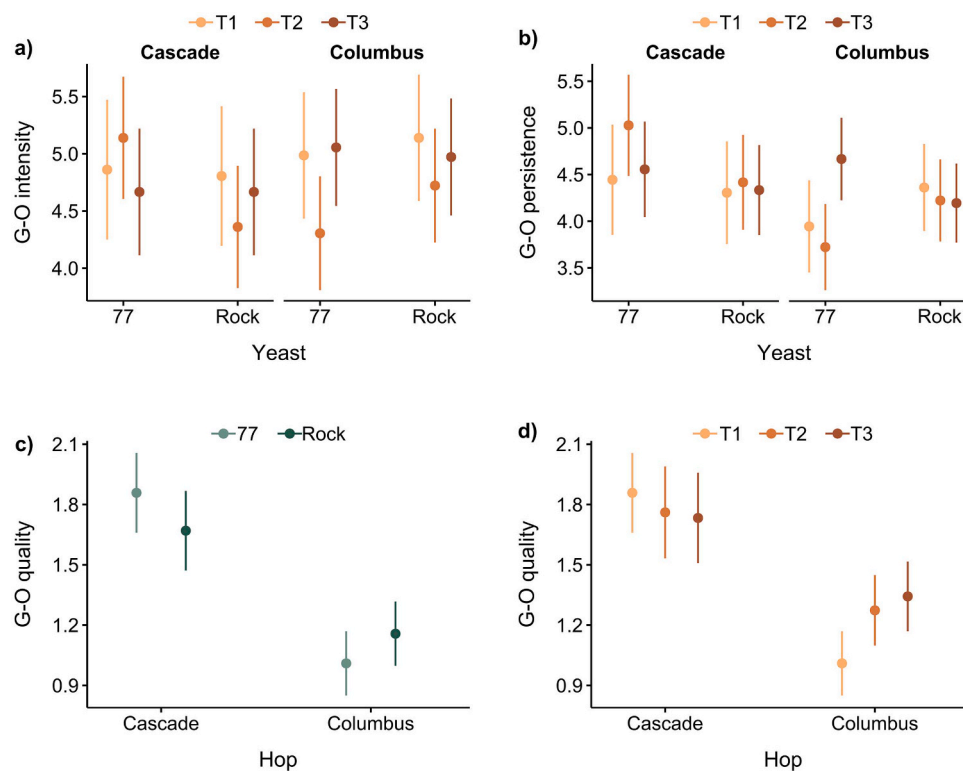 a)
T1 T2 T3
Cascade Columbus
G-O intensity
5.5
5.0
4.5
4.0
77 Rock 77 Rock
Yeast
b)
T1 T2 T3
Cascade Columbus
G-O persistence
5.5
5.0
4.5
4.0
3.5
77 Rock 77 Rock
Yeast
c)
77 Rock
G-O quality
2.1
1.8
1.5
1.2
0.9
Cascade Columbus
Hop
d)
T1 T2 T3
G-O quality
2.1
1.8
1.5
1.2
0.9
Cascade Columbus
Hop